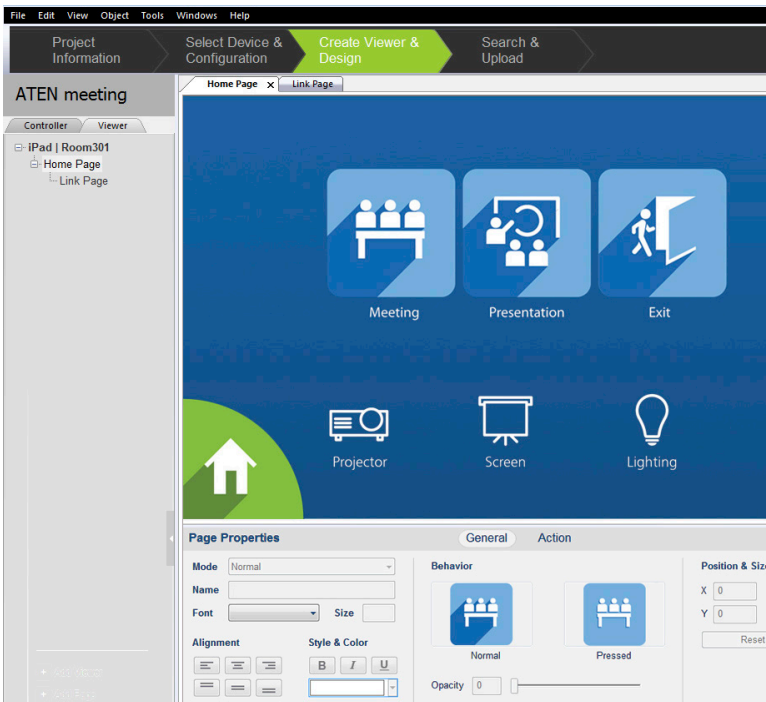 File Edit View Object Tools Windows Help
Project Information
Select Device & Configuration
Create Viewer & Design
Search & Upload
ATEN meeting
Controller Viewer
iPad | Room301
Home Page
Link Page
Home Page x Link Page
Meeting Presentation Exit
Projector Screen Lighting
Page Properties General Action
Mode Normal
Name
Font Size
Alignment Style & Color
B I U
Behavior
Normal Pressed
Opacity 0
Position & Siz
X 0
Y 0
Reset